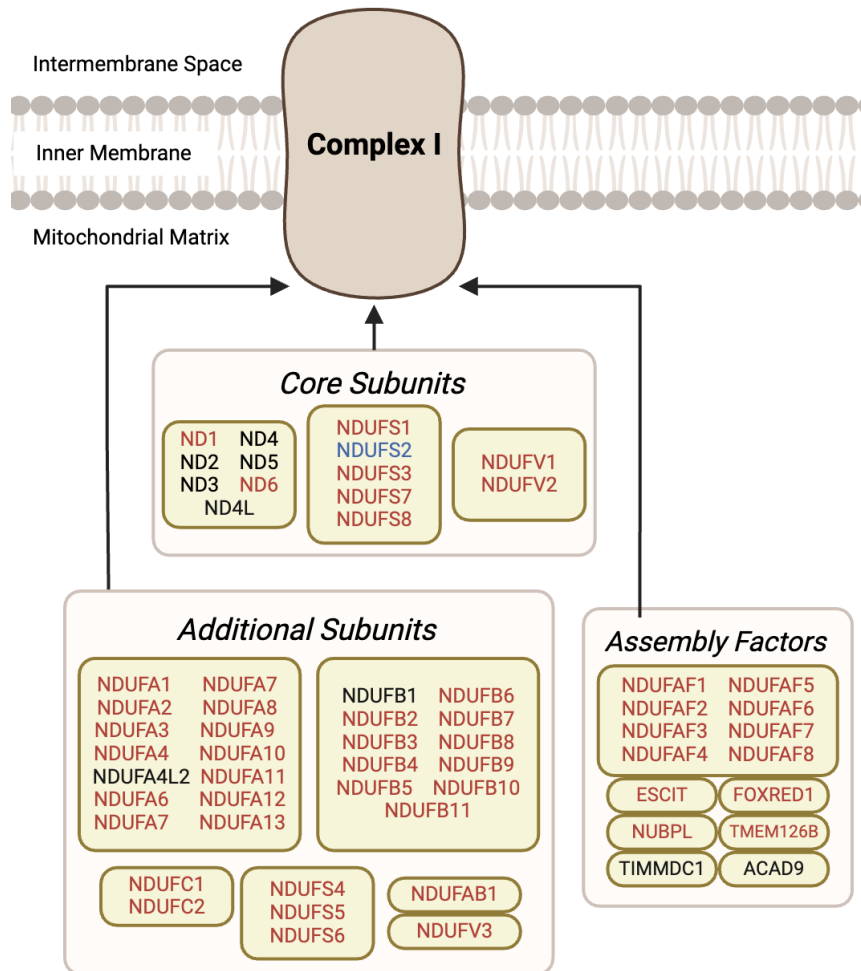 Intermembrane Space
Inner Membrane
Complex I
Mitochondrial Matrix
Core Subunits
ND1 ND4
ND2 ND5
ND3 ND6
ND4L
NDUFS1
NDUFS2
NDUFS3
NDUFS7
NDUFS8
NDUFV1
NDUFV2
Additional Subunits
NDUFA1 NDUFA7
NDUFA2 NDUFA8
NDUFA3 NDUFA9
NDUFA4 NDUFA10
NDUFA4L2 NDUFA11
NDUFA6 NDUFA12
NDUFA7 NDUFA13
NDUFB1 NDUFB6
NDUFB2 NDUFB7
NDUFB3 NDUFB8
NDUFB4 NDUFB9
NDUFB5 NDUFB10
NDUFB11
NDUFC1
NDUFC2
NDUFS4
NDUFS5
NDUFS6
NDUFAB1
NDUFV3
Assembly Factors
NDUFAF1 NDUFAF5
NDUFAF2 NDUFAF6
NDUFAF3 NDUFAF7
NDUFAF4 NDUFAF8
ESCIT FOXRED1
NUBPL TMEM126B
TIMMDC1 ACAD9